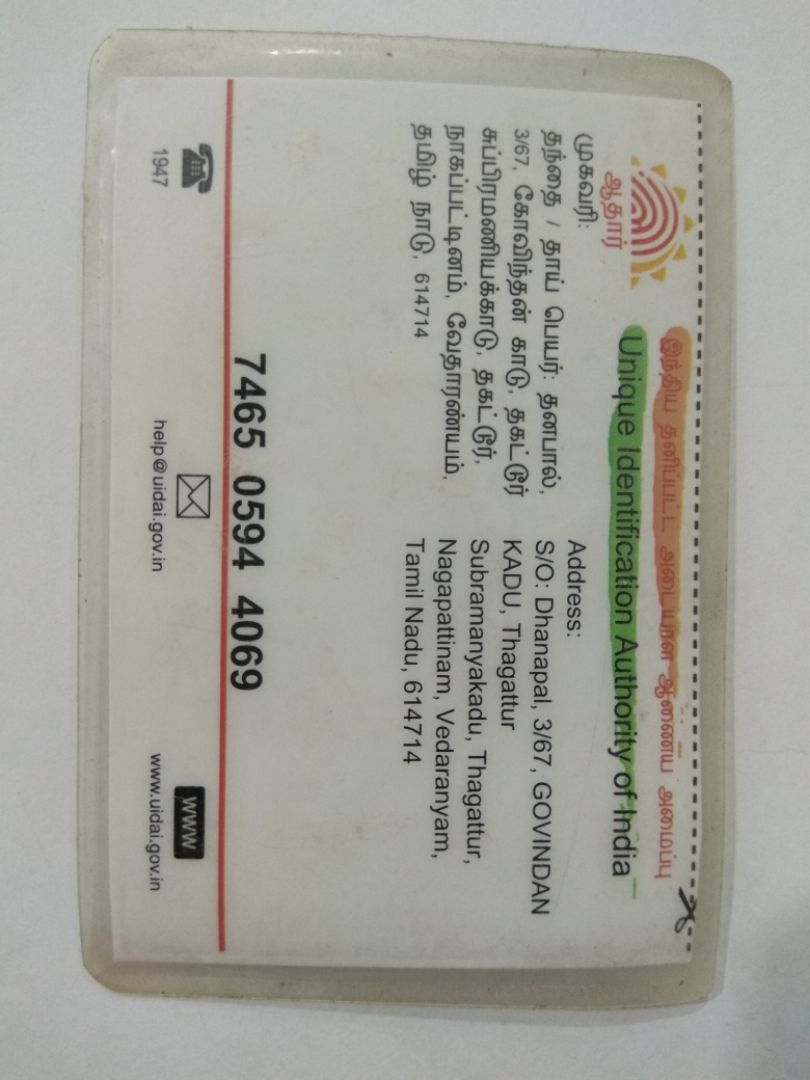 இந்திய தனிப்பட்ட அடையாள ஆணைய அமைப்பு
Unique Identification Authority of India
ஆதார்
முகவரி:
தந்தை / தாய் பெயர்: தனபால்,
3/67, கோவிந்தன் காடு, தகட்டூர்
சுப்பிரமணியக்காடு, தகட்டூர்,
நாகப்பட்டினம், வேதாரண்யம்,
தமிழ் நாடு, 614714
Address:
S/O: Dhanapal, 3/67, GOVINDAN
KADU, Thagattur
Subramanyakadu, Thagattur,
Nagapattinam, Vedaranyam,
Tamil Nadu, 614714
7465 0594 4069
1947
help@uidai.gov.in
www
www.uidai.gov.in